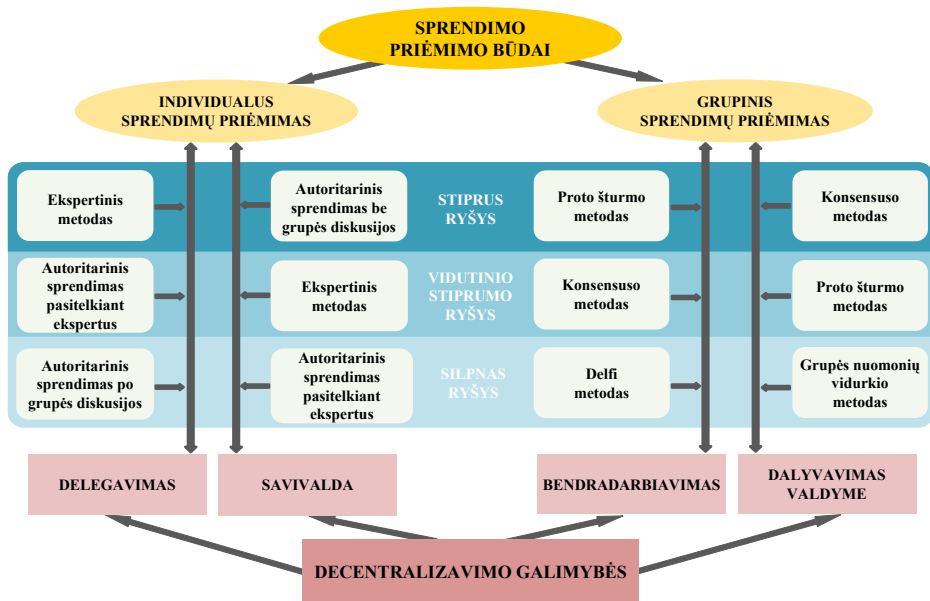 SPRENDIMO
PRIĖMIMO BŪDAI
INDIVIDUALUS
SPRENDIMŲ PRIĖMIMAS
GRUPINIS
SPRENDIMŲ PRIĖMIMAS
Ekspertinis
metodas
Autoritarinis
sprendimas be
grupės diskusijos
STIPRUS
RYŠYS
Proto šturmo
metodas
Konsensuso
metodas
Autoritarinis
sprendimas
pasitelkiant
ekspertus
Ekspertinis
metodas
VIDUTINIO
STIPRUMO
RYŠYS
Konsensuso
metodas
Proto šturmo
metodas
Autoritarinis
sprendimas po
grupės diskusijos
Autoritarinis
sprendimas
pasitelkiant
ekspertus
SILPNAS
RYŠYS
Delfi
metodas
Grupės nuomonių
vidurkio
metodas
DELEGAVIMAS
SAVIVALDA
BENDRADARBIAVIMAS
DALYVAVIMAS
VALDYME
DECENTRALIZAVIMO GALIMYBĖS